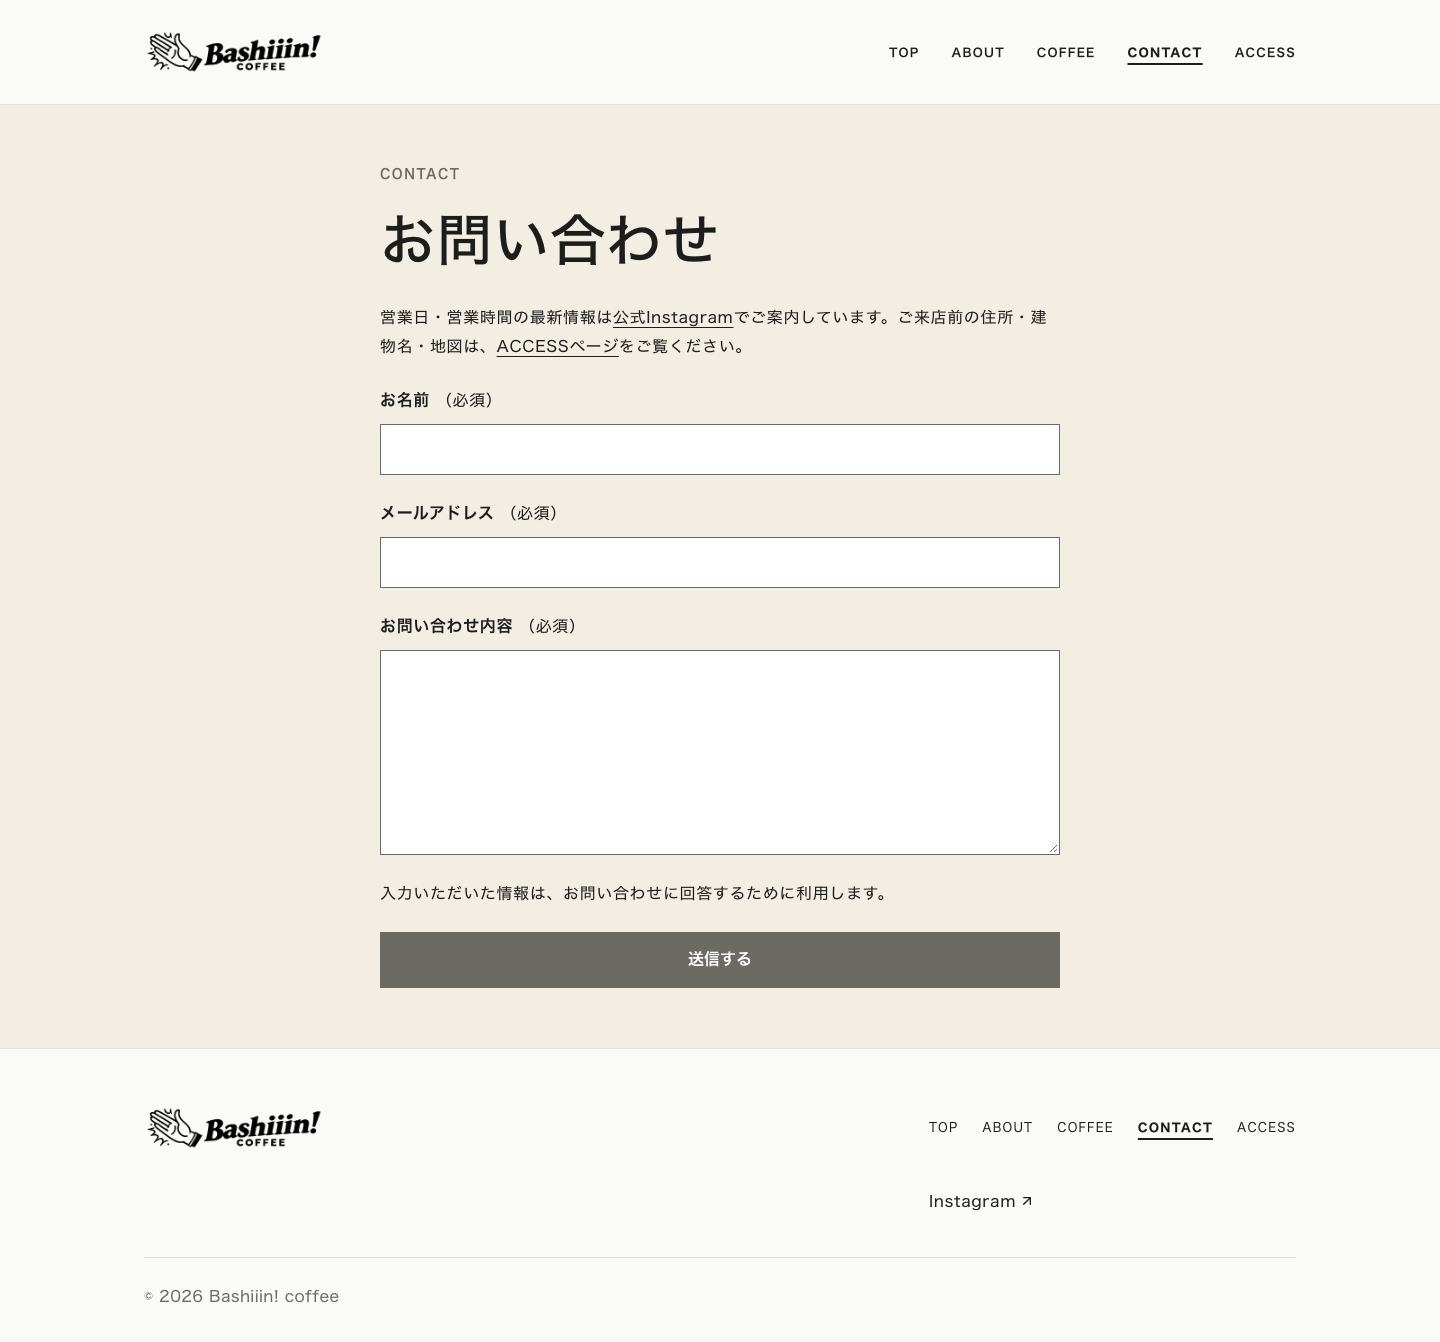 Bashiiin!
COFFEE
TOP ABOUT COFFEE CONTACT ACCESS
CONTACT
お問い合わせ
営業日・営業時間の最新情報は公式Instagramでご案内しています。ご来店前の住所・建
物名・地図は、ACCESSページをご覧ください。
お名前 （必須）
メールアドレス （必須）
お問い合わせ内容 （必須）
入力いただいた情報は、お問い合わせに回答するために利用します。
送信する
Bashiiin!
COFFEE
TOP ABOUT COFFEE CONTACT ACCESS
Instagram ↗
© 2026 Bashiiin! coffee